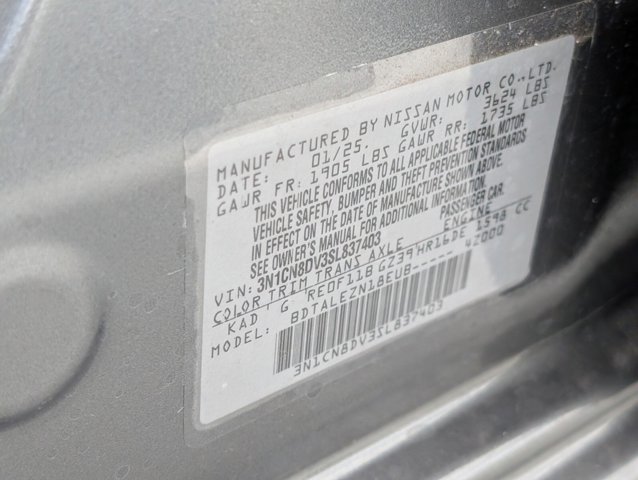 MANUFACTURED BY NISSAN MOTOR CO.,LTD.
DATE: 01/25. GVWR: 3624 LBS
GAWR FR: 1905 LBS GAWR RR: 1735 LBS
THIS VEHICLE CONFORMS TO ALL APPLICABLE FEDERAL MOTOR
VEHICLE SAFETY, BUMPER AND THEFT PREVENTION STANDARDS
IN EFFECT ON THE DATE OF MANUFACTURE SHOWN ABOVE.
SEE OWNER'S MANUAL FOR ADDITIONAL INFORMATION.
VIN: 3N1CN8DV3SL837403 PASSENGER CAR
COLOR TRIM TRANS AXLE ENGINE
KAD G RE0F11B GZ39 HR16DE 1598 CC
MODEL: BDTALEZN18EUB----- 42000
3N1CN8DV3SL837403